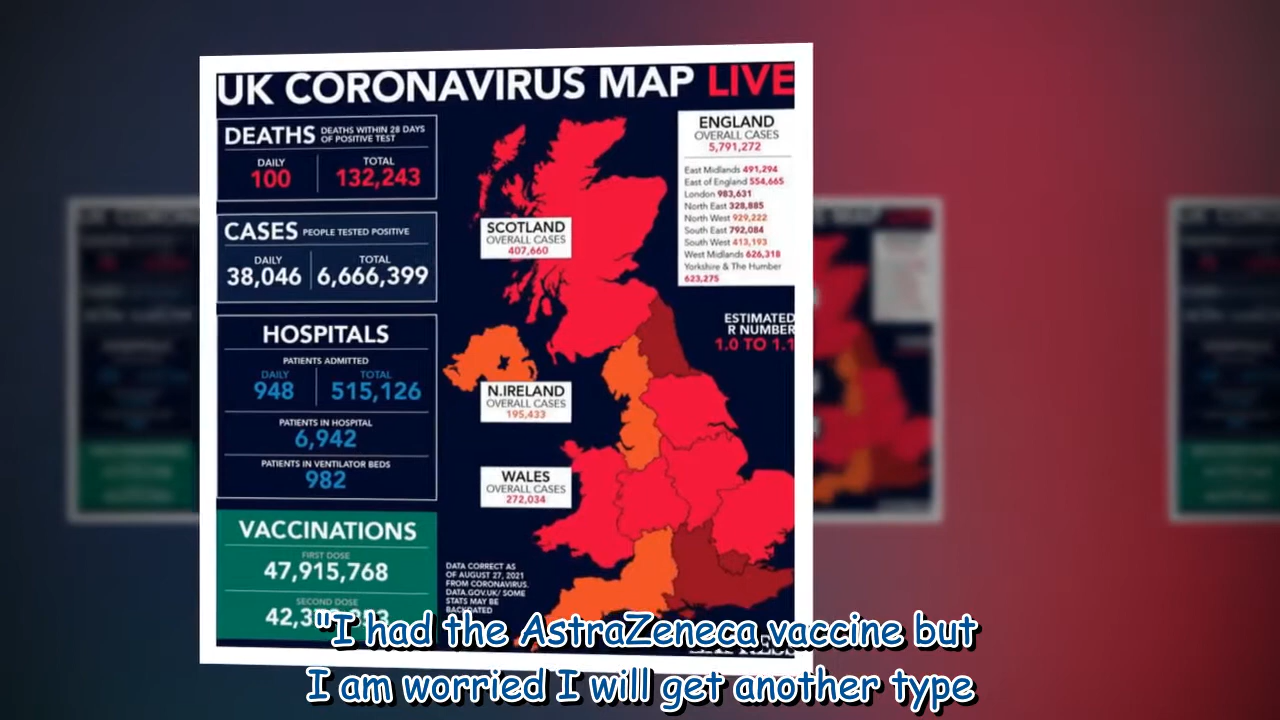 UK CORONAVIRUS MAP LIVE
DEATHS DEATHS WITHIN 28 DAYS
OF POSITIVE TEST
DAILY TOTAL
100 132,243
CASES PEOPLE TESTED POSITIVE
DAILY TOTAL
38,046 6,666,399
HOSPITALS
PATIENTS ADMITTED
DAILY TOTAL
948 515,126
PATIENTS IN HOSPITAL
6,942
PATIENTS IN VENTILATOR BEDS
982
VACCINATIONS
FIRST DOSE
47,915,768
SECOND DOSE
SCOTLAND
OVERALL CASES
407,660
N.IRELAND
OVERALL CASES
195,433
WALES
OVERALL CASES
272,034
ENGLAND
OVERALL CASES
5,791,272
East Midlands 491,294
East of England 554,665
London 983,631
North East 328,885
North West 929,222
South East 792,084
South West 413,193
West Midlands 626,318
Yorkshire & The Humber
623,275
ESTIMATED
R NUMBER
1.0 TO 1.1
DATA CORRECT AS
OF AUGUST 27, 2021
FROM CORONAVIRUS.
DATA.GOV.UK/ SOME
STATS MAY BE
BACKDATED
"I had the AstraZeneca vaccine but
I am worried I will get another type